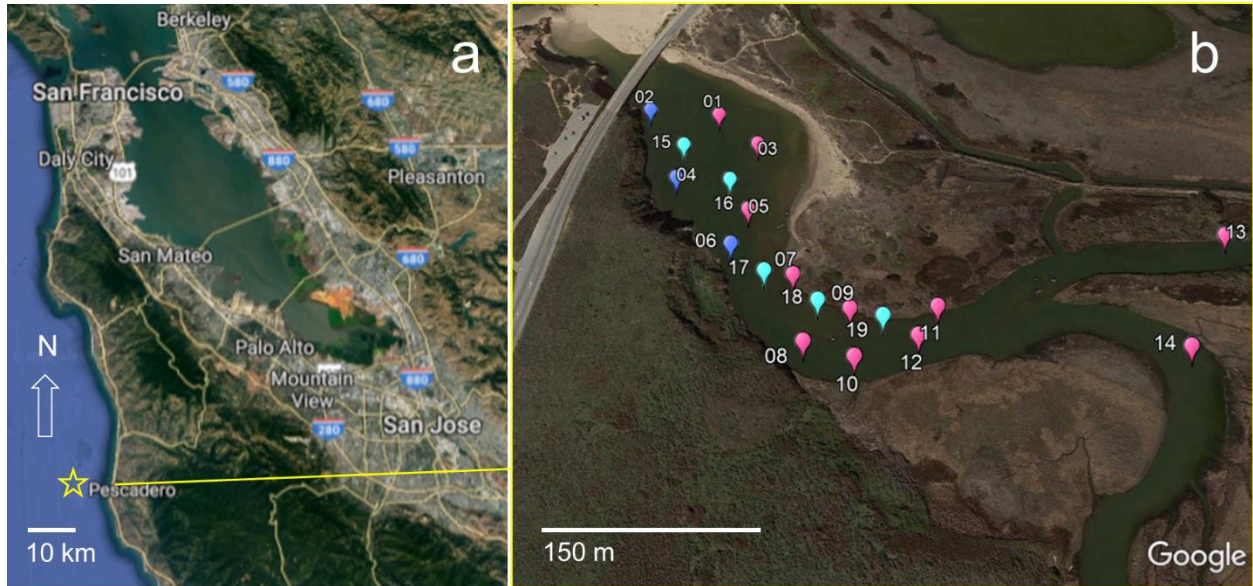 a
Berkeley
580
680
San Francisco
Daly City
101
880
580
Pleasanton
San Mateo
680
N
Palo Alto
Mountain
View
880
280
San Jose
Pescadero
10 km
b
02
01
15
03
04
16
05
13
06
17
07
18
09
19
11
14
08
12
10
150 m
Google